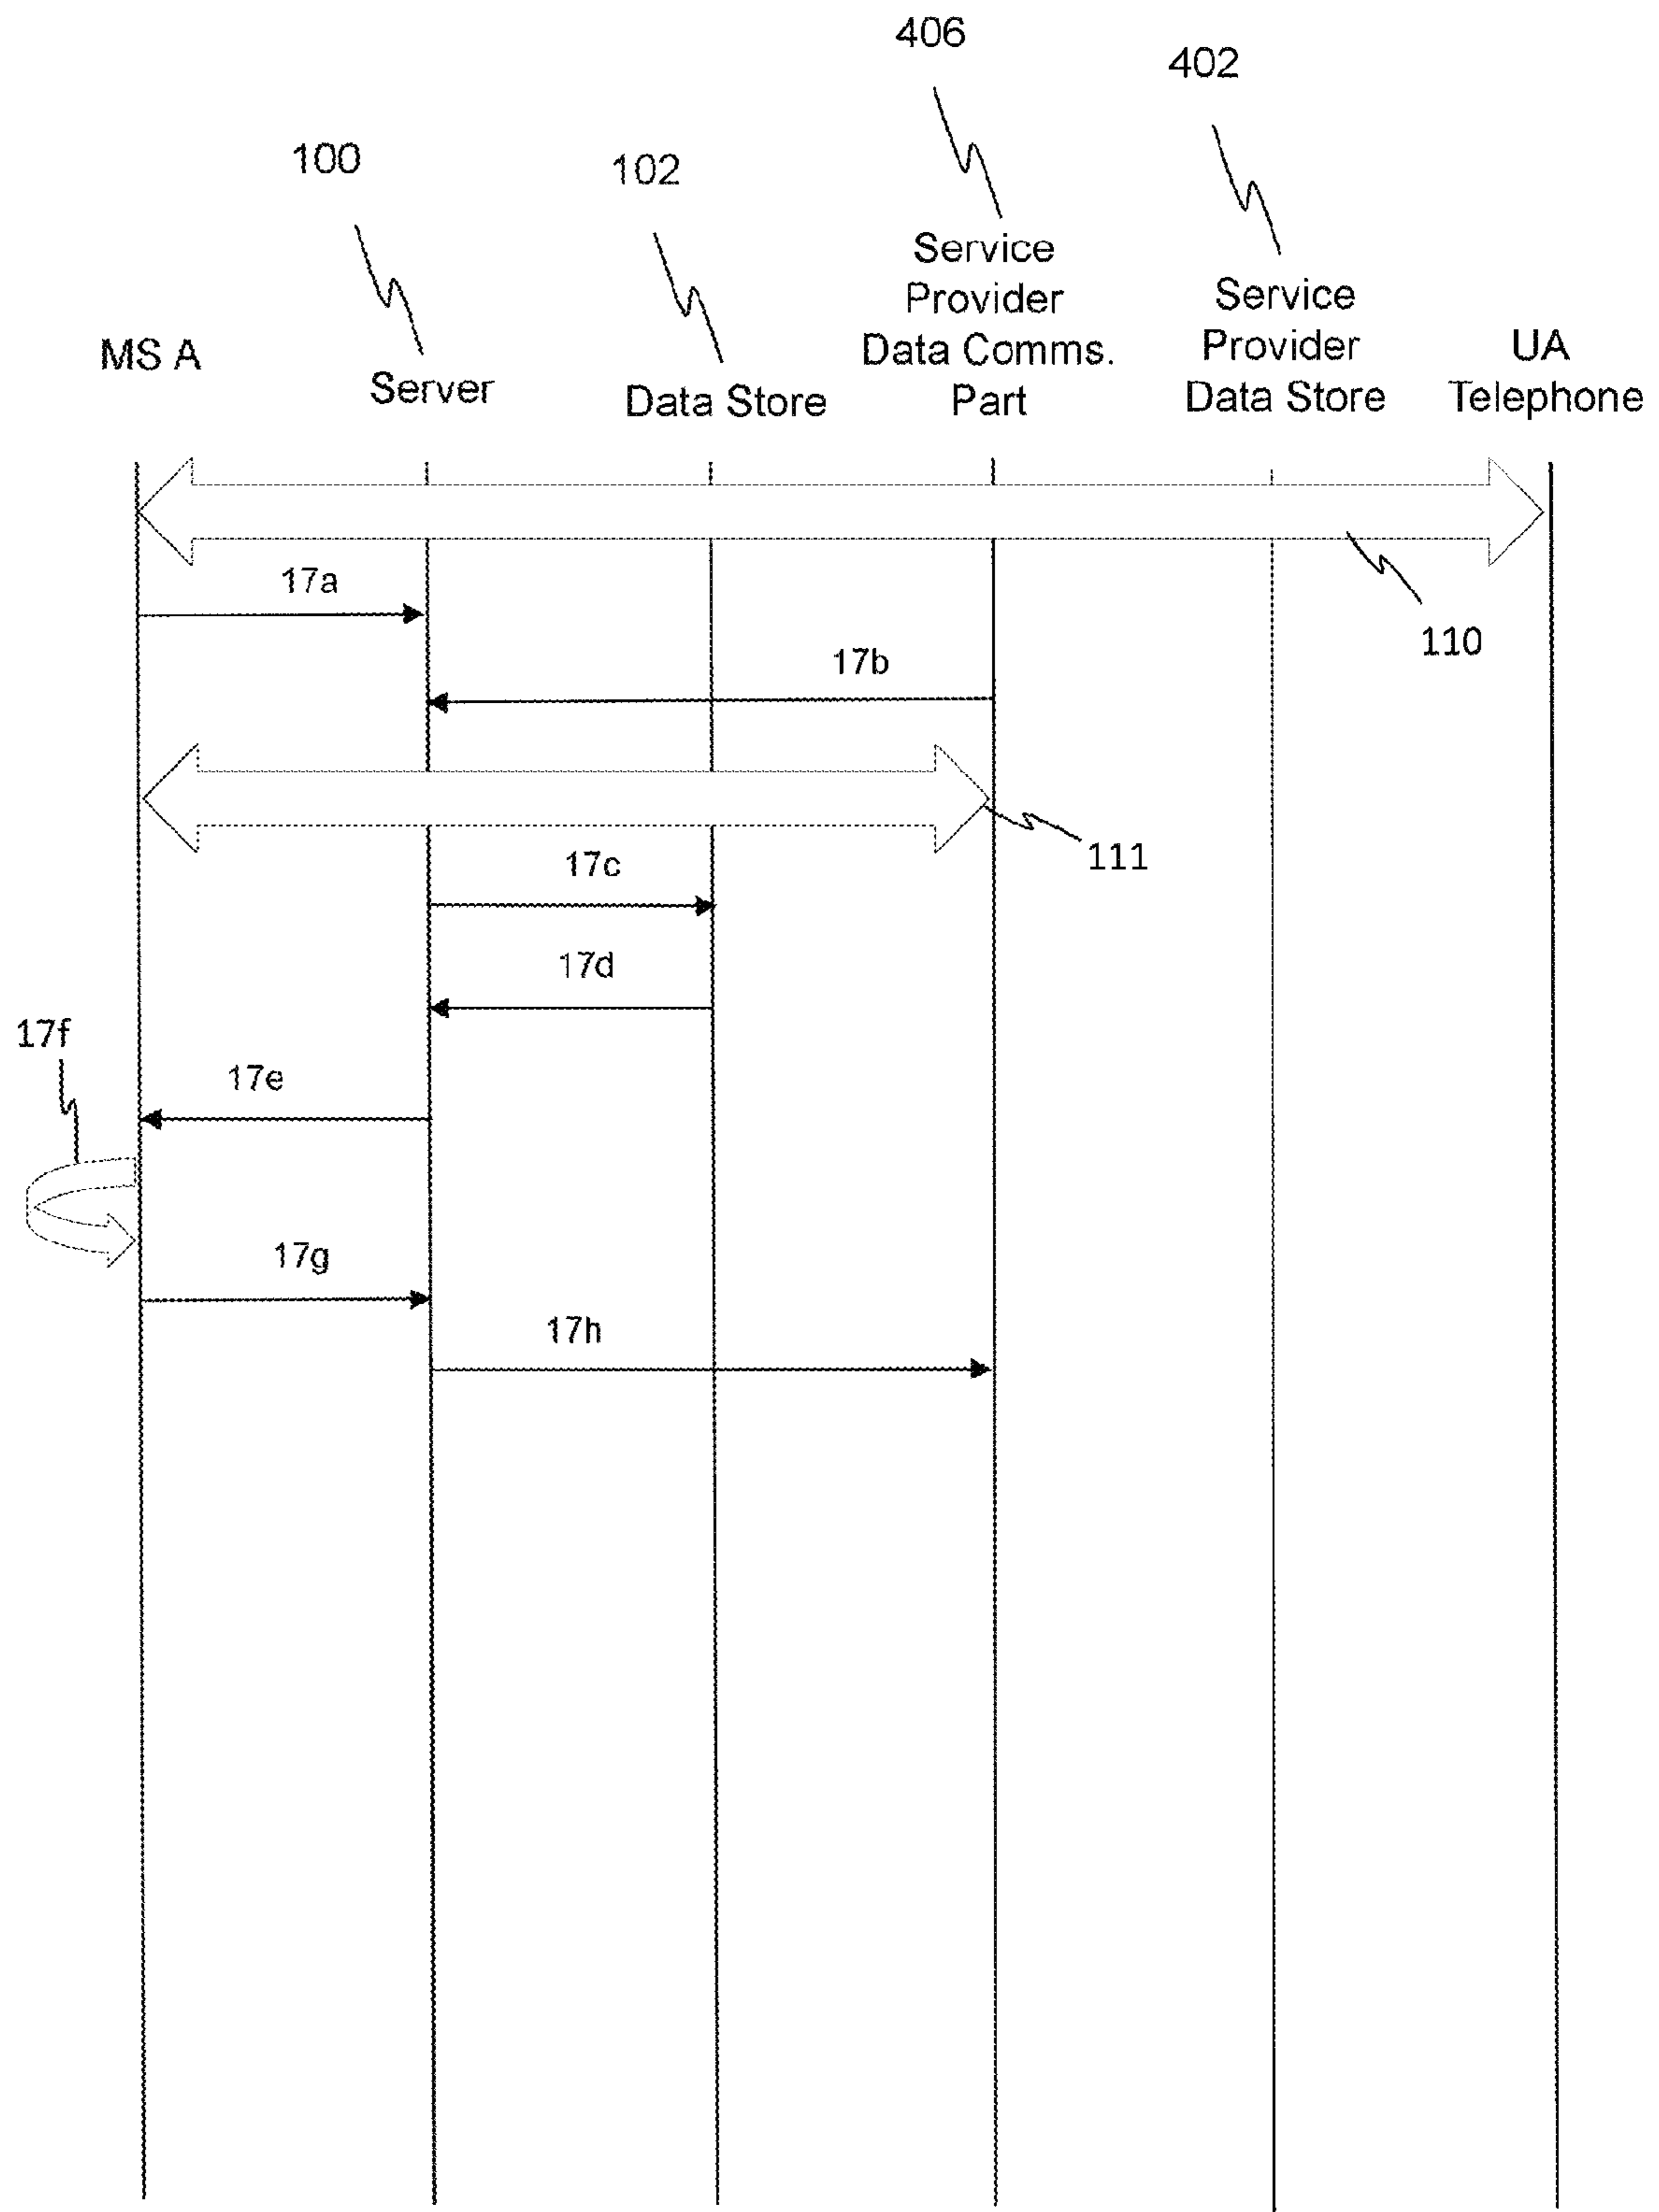 406
402
100
102
MS A
Server
Data Store
Service
Provider
Data Comms.
Part
Service
Provider
Data Store
UA
Telephone
17a
110
17b
111
17c
17d
17f
17e
17g
17h